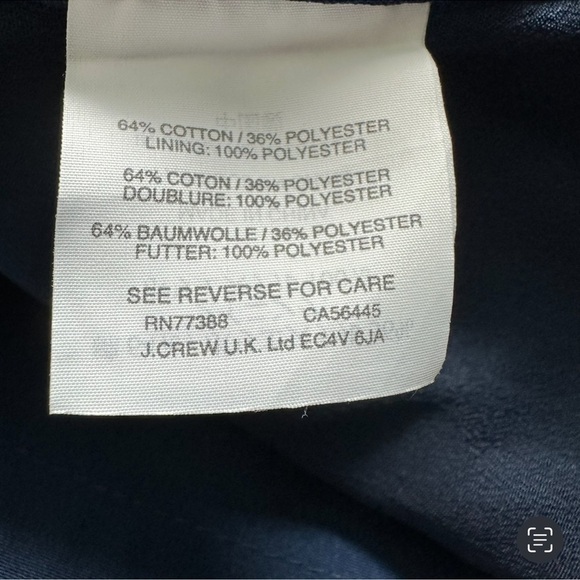 64% COTTON / 36% POLYESTER
LINING: 100% POLYESTER
64% COTON / 36% POLYESTER
DOUBLURE: 100% POLYESTER
64% BAUMWOLLE / 36% POLYESTER
FUTTER: 100% POLYESTER
SEE REVERSE FOR CARE
RN77388 CA56445
J.CREW U.K. Ltd EC4V 6JA